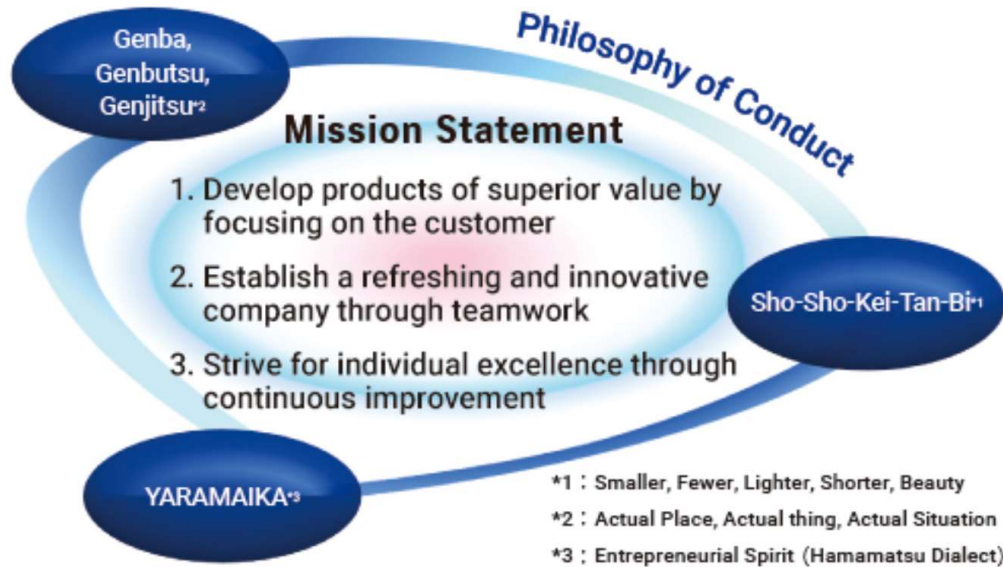 Genba,
Genbutsu,
Genjitsu*2
Philosophy of Conduct
Mission Statement
1. Develop products of superior value by
focusing on the customer
2. Establish a refreshing and innovative
company through teamwork
3. Strive for individual excellence through
continuous improvement
Sho-Sho-Kei-Tan-Bi*1
YARAMAIKA*3
*1 : Smaller, Fewer, Lighter, Shorter, Beauty
*2 : Actual Place, Actual thing, Actual Situation
*3 : Entrepreneurial Spirit (Hamamatsu Dialect)